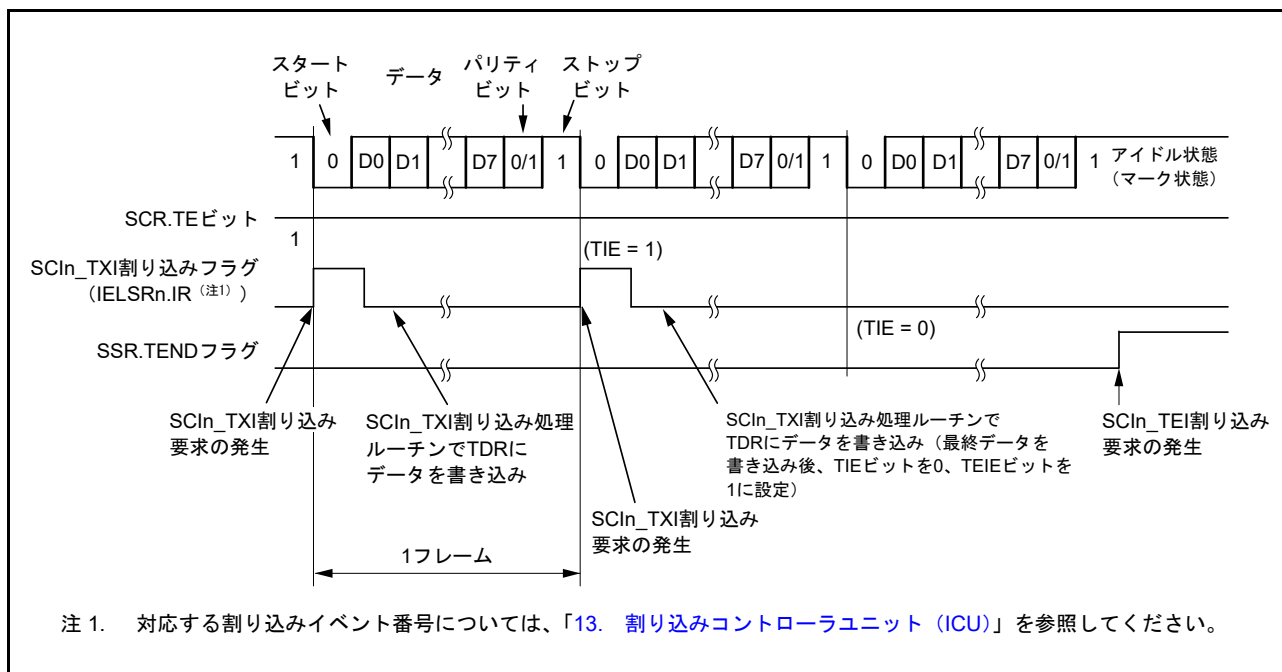 スタート
ビット
データ
パリティ
ビット
ストップ
ビット
1 0 D0 D1 D7 0/1 1 0 D0 D1 D7 0/1 1 0 D0 D1 D7 0/1 1 アイドル状態
（マーク状態）
SCR.TEビット
1
SCIn_TXI割り込みフラグ
（IELSRn.IR（注1））
(TIE = 1)
(TIE = 0)
SSR.TENDフラグ
SCIn_TXI割り込み
要求の発生
SCIn_TXI割り込み処理
ルーチンでTDRに
データを書き込み
SCIn_TXI割り込み処理ルーチンで
TDRにデータを書き込み（最終データを
書き込み後、TIEビットを0、TEIEビットを
1に設定）
SCIn_TEI割り込み
要求の発生
SCIn_TXI割り込み
要求の発生
1フレーム
注 1. 対応する割り込みイベント番号については、「13. 割り込みコントローラユニット（ICU）」を参照してください。